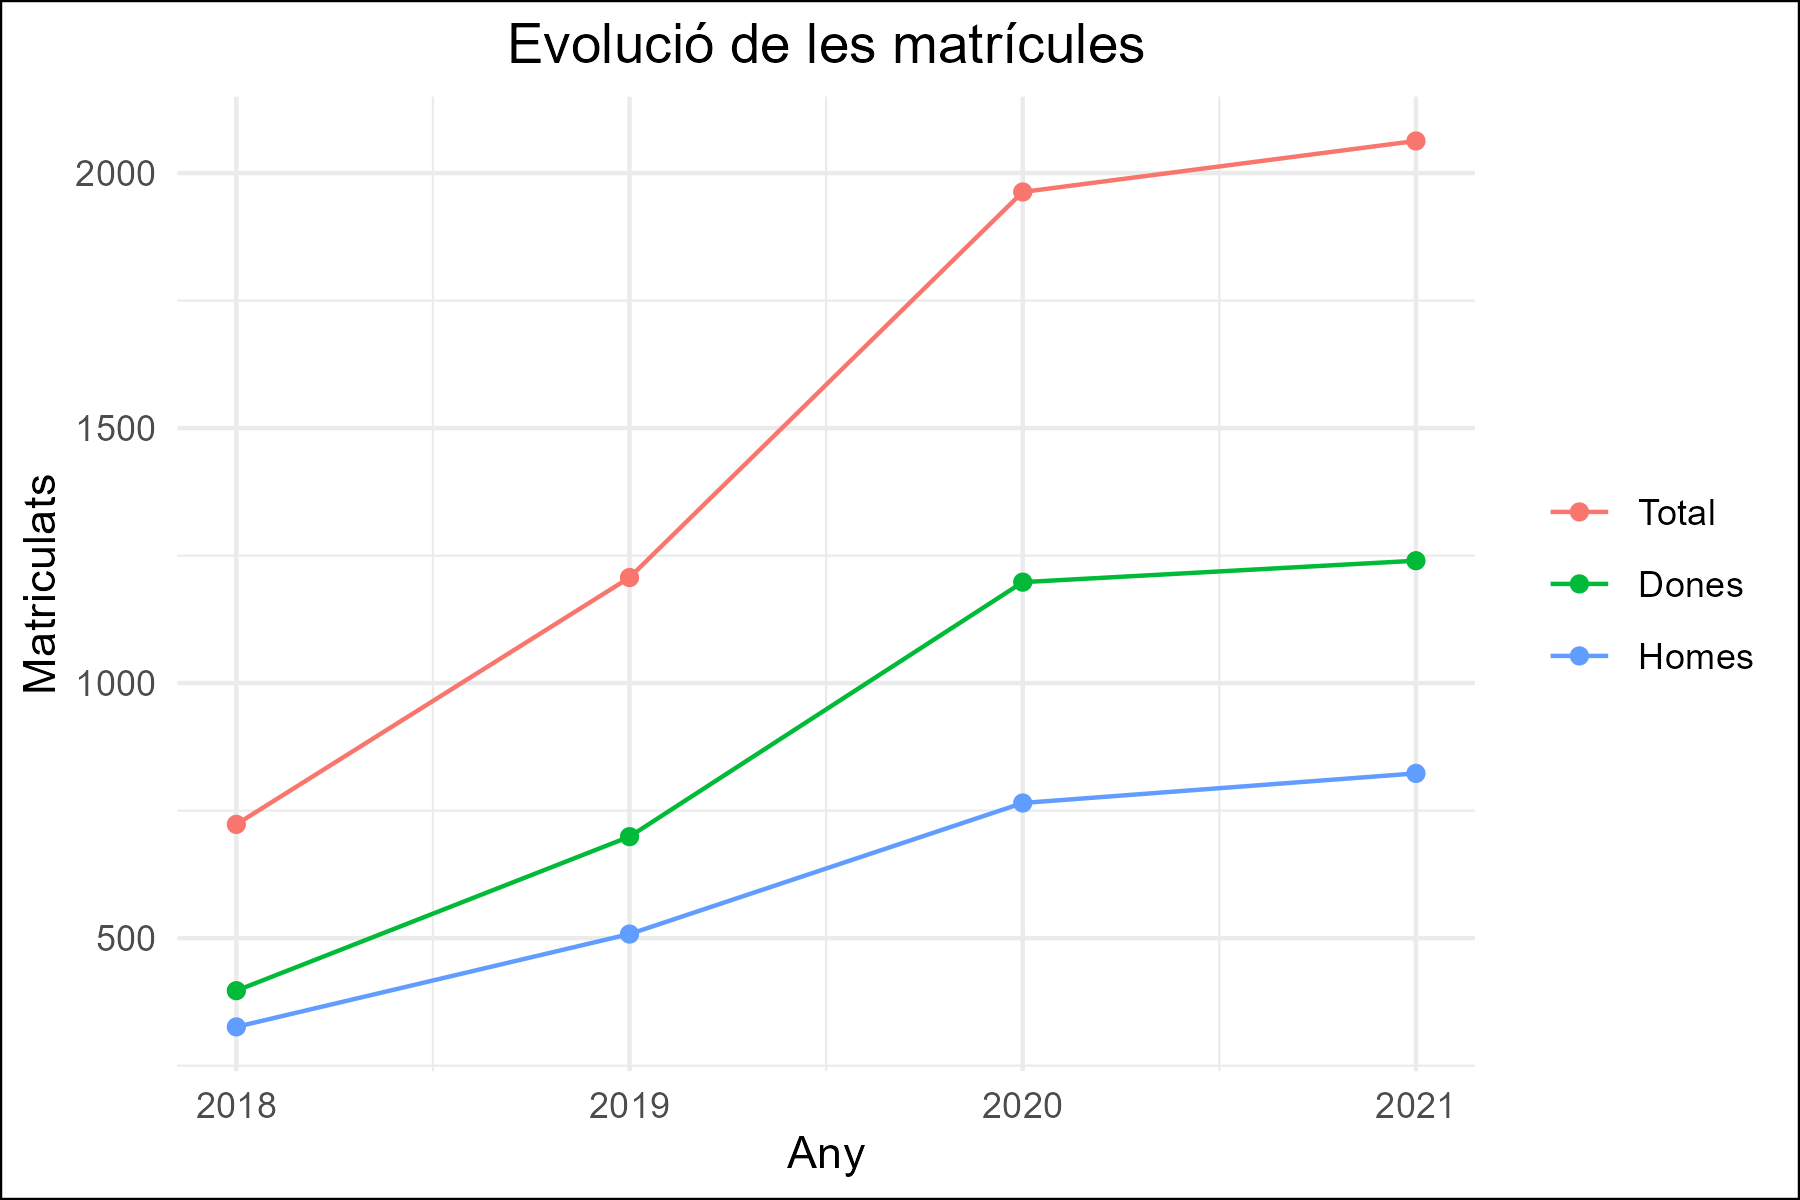 Evolució de les matrícules
2000
1500
1000
500
Matriculats
2018
2019
2020
2021
Any
Total
Dones
Homes